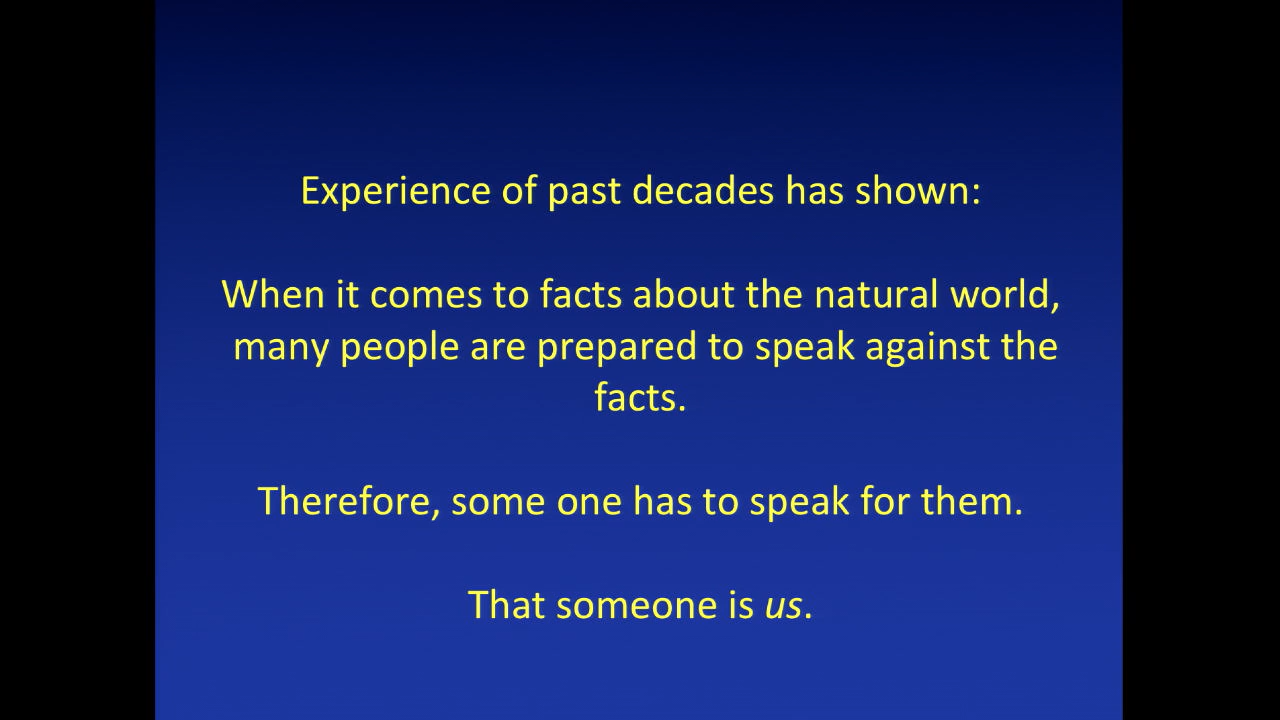 Experience of past decades has shown:
When it comes to facts about the natural world,
many people are prepared to speak against the
facts.
Therefore, some one has to speak for them.
That someone is us.